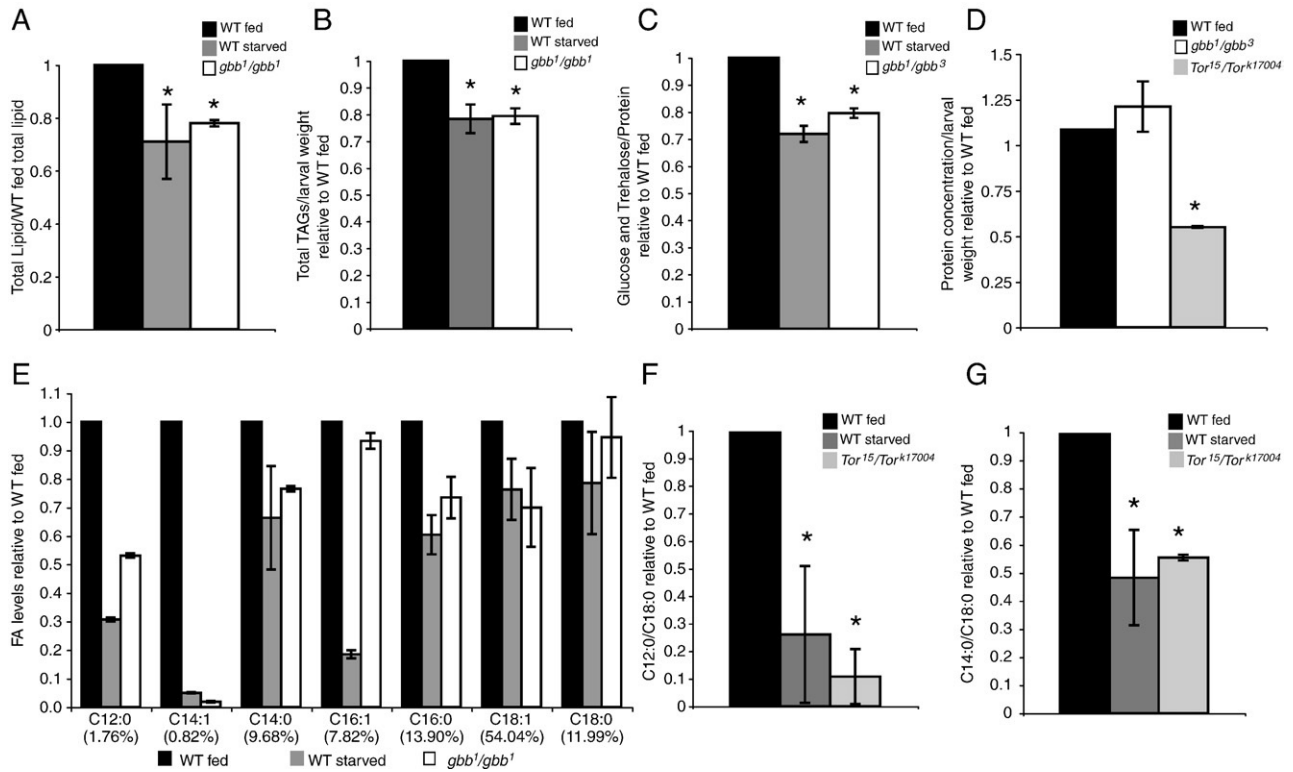 A
WT fed
WT starved
gbb¹/gbb¹
Total Lipid/WT fed total lipid
1
0.8
0.6
0.4
0.2
0
*
*
B
WT fed
WT starved
gbb¹/gbb¹
Total TAGs/larval weight
relative to WT fed
1
0.9
0.8
0.7
0.6
0.5
0.4
0.3
0.2
0.1
0
*
*
C
WT fed
WT starved
gbb¹/gbb³
Glucose and Trehalose/Protein
relative to WT fed
1
0.9
0.8
0.7
0.6
0.5
0.4
0.3
0.2
0.1
0
*
*
D
WT fed
gbb¹/gbb³
Tor¹⁵/Torᵏ¹⁷⁰⁰⁴
Protein concentration/larval
weight relative to WT fed
1.5
1.25
1
0.75
0.5
0.25
0
*
E
FA levels relative to WT fed
1.1
1.0
0.9
0.8
0.7
0.6
0.5
0.4
0.3
0.2
0.1
0.0
C12:0 C14:1 C14:0 C16:1 C16:0 C18:1 C18:0
(1.76%) (0.82%) (9.68%) (7.82%) (13.90%) (54.04%) (11.99%)
WT fed WT starved gbb¹/gbb¹
F
WT fed
WT starved
Tor¹⁵/Torᵏ¹⁷⁰⁰⁴
C12:0/C18:0 relative to WT fed
1
0.9
0.8
0.7
0.6
0.5
0.4
0.3
0.2
0.1
0
*
*
G
WT fed
WT starved
Tor¹⁵/Torᵏ¹⁷⁰⁰⁴
C14:0/C18:0 relative to WT fed
1
0.9
0.8
0.7
0.6
0.5
0.4
0.3
0.2
0.1
0
*
*